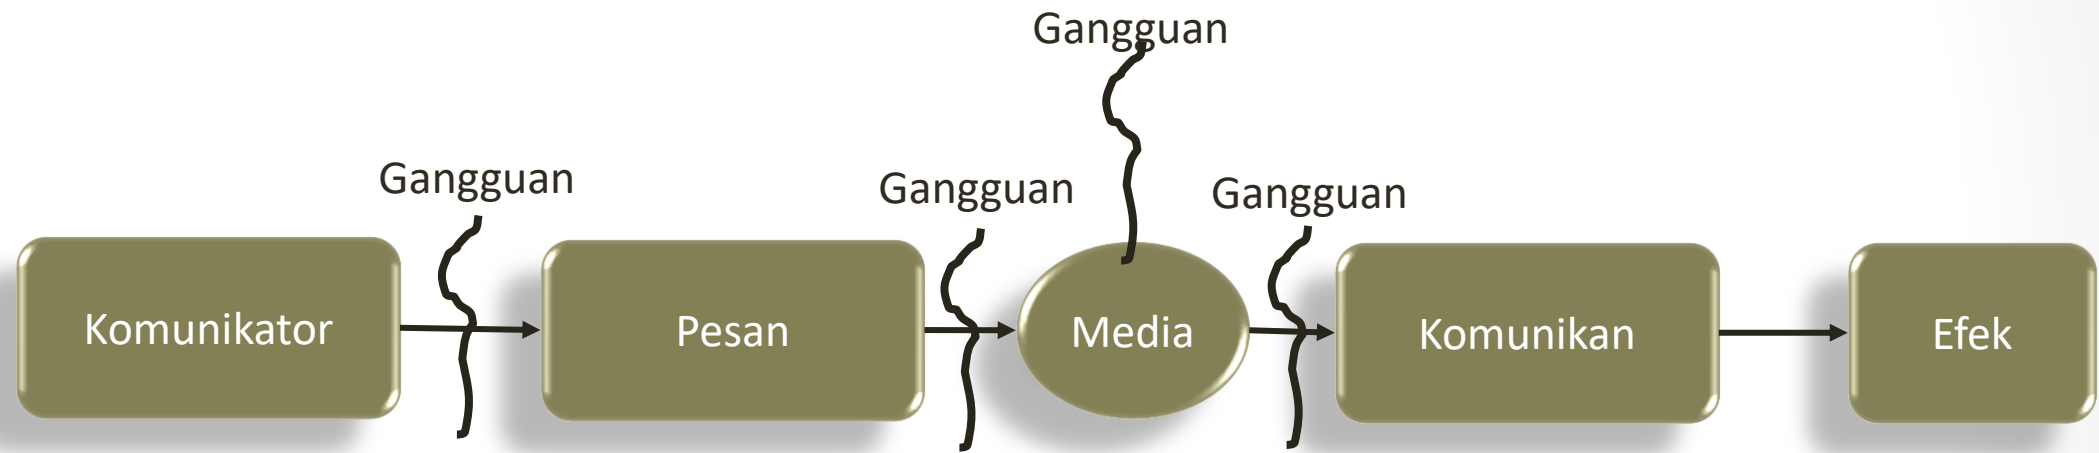 Gangguan
Gangguan
Gangguan
Gangguan
Komunikator
Pesan
Media
Komunikan
Efek